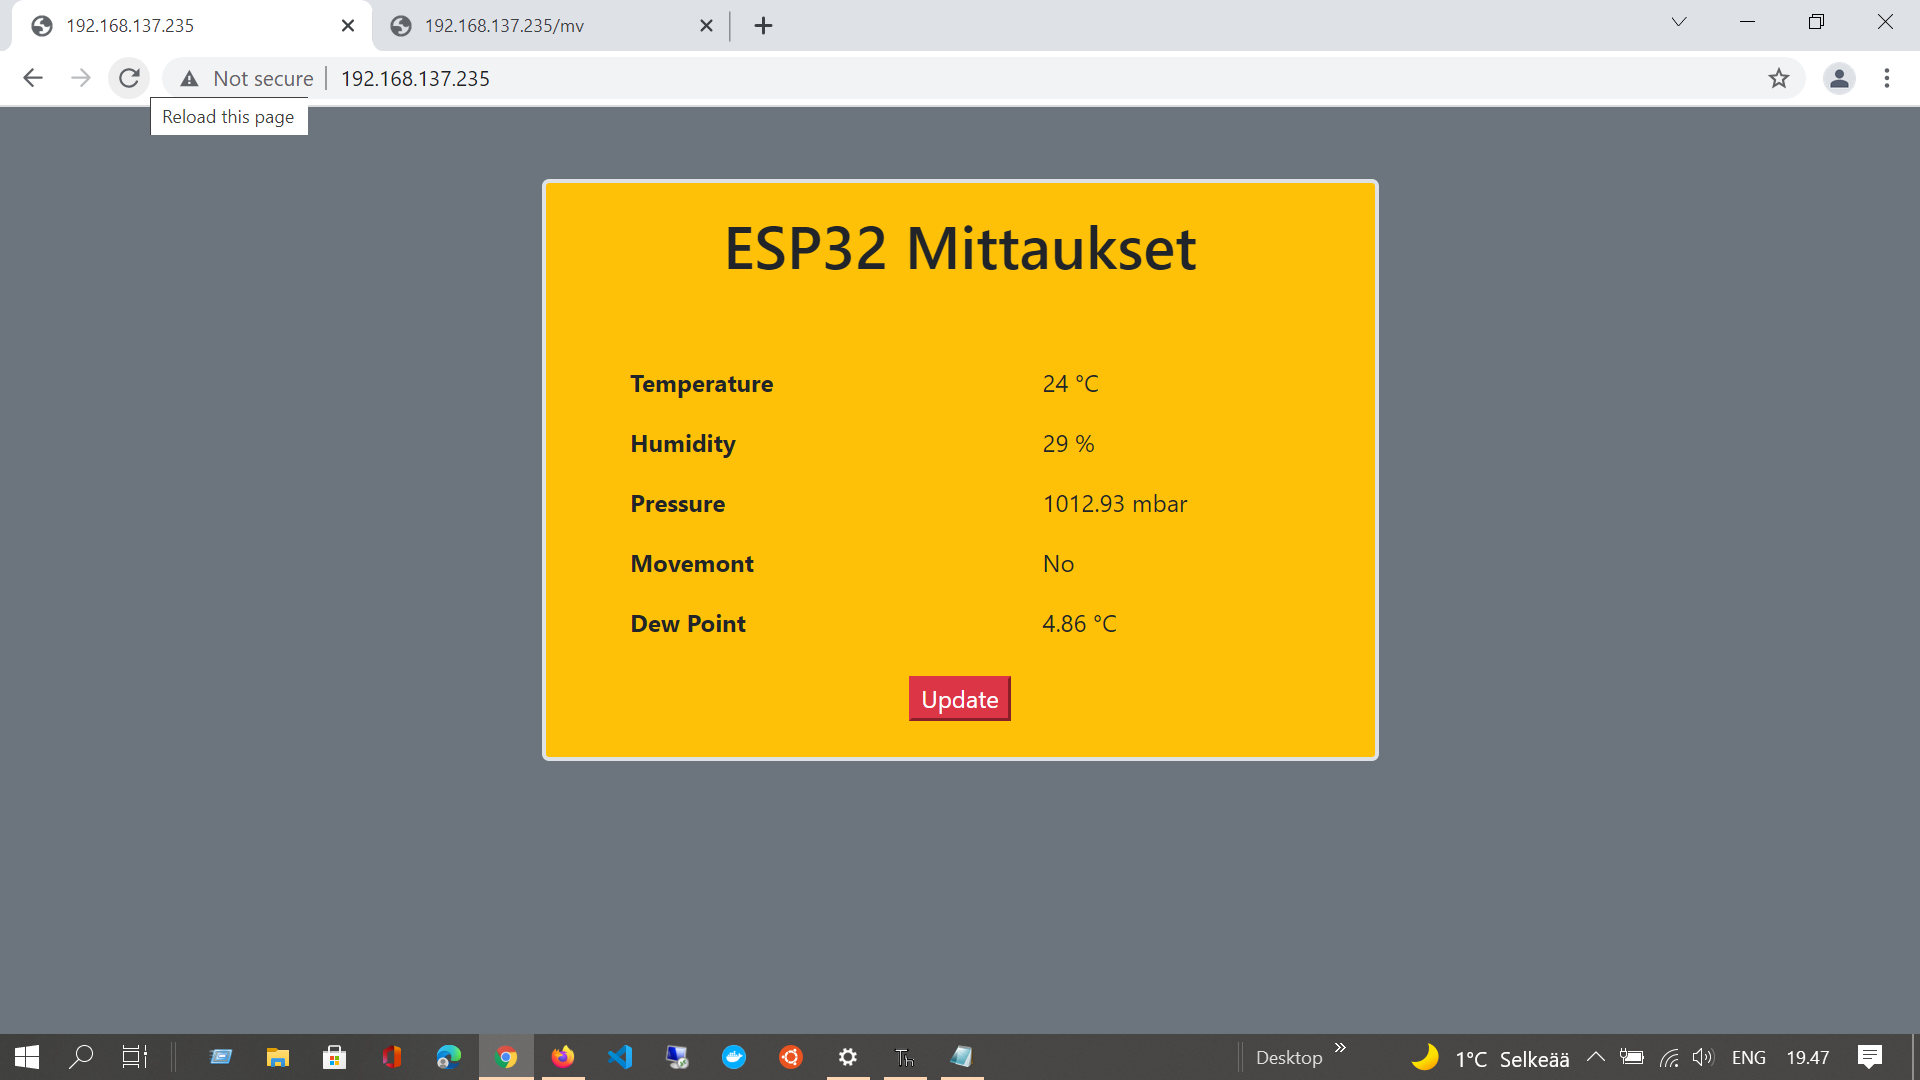 192.168.137.235
192.168.137.235/mv
Not secure
192.168.137.235
Reload this page
ESP32 Mittaukset
Temperature 24 °C
Humidity 29 %
Pressure 1012.93 mbar
Movemont No
Dew Point 4.86 °C
Update
Th
Desktop
1°C Selkeää
ENG
19.47